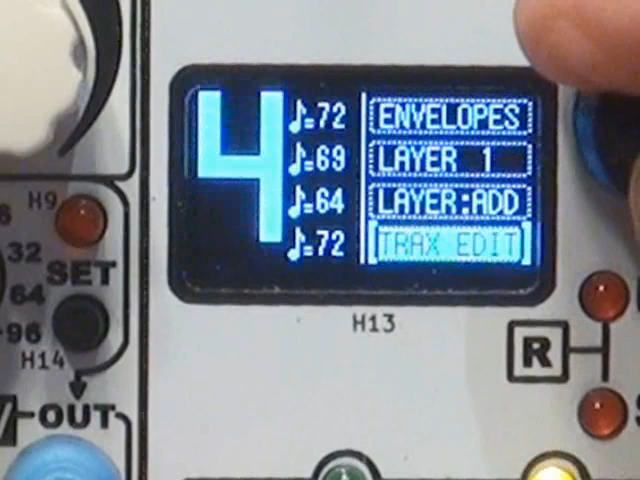 4
♪=72 ENVELOPES
♪=69 LAYER 1
♪=64 LAYER:ADD
♪=72 [TRAX EDIT]
H9
32
SET
64
96
H14
H13
R
OUT